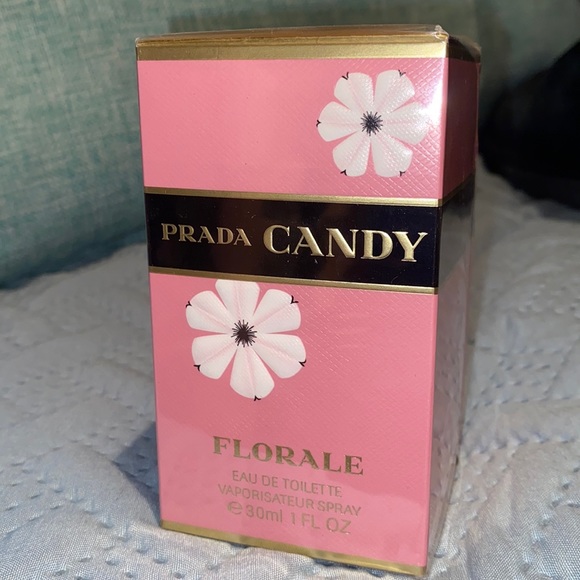 PRADA CANDY
FLORALE
EAU DE TOILETTE
VAPORISATEUR SPRAY
℮30ml 1 FL OZ